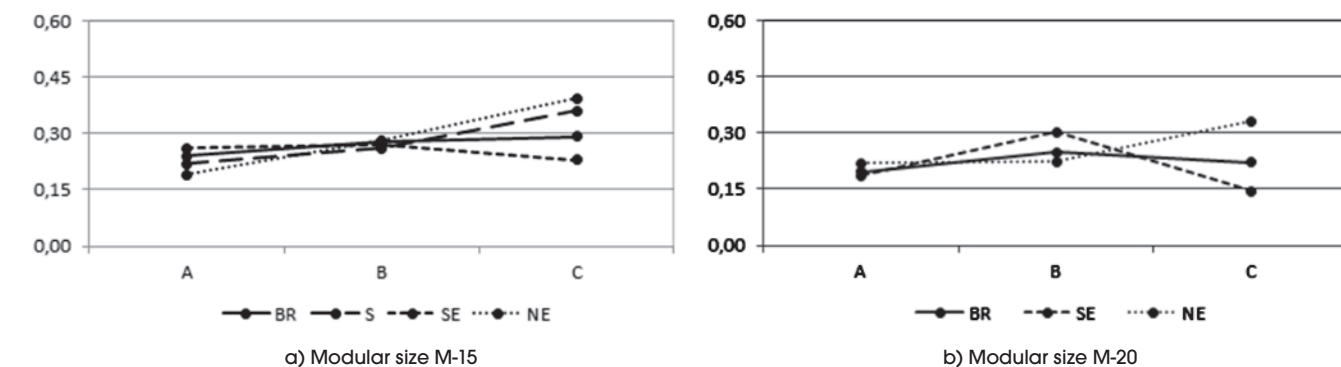 0,60
0,45
0,30
0,15
0,00
A B C
BR S SE NE
a) Modular size M-15
0,60
0,45
0,30
0,15
0,00
A B C
BR SE NE
b) Modular size M-20